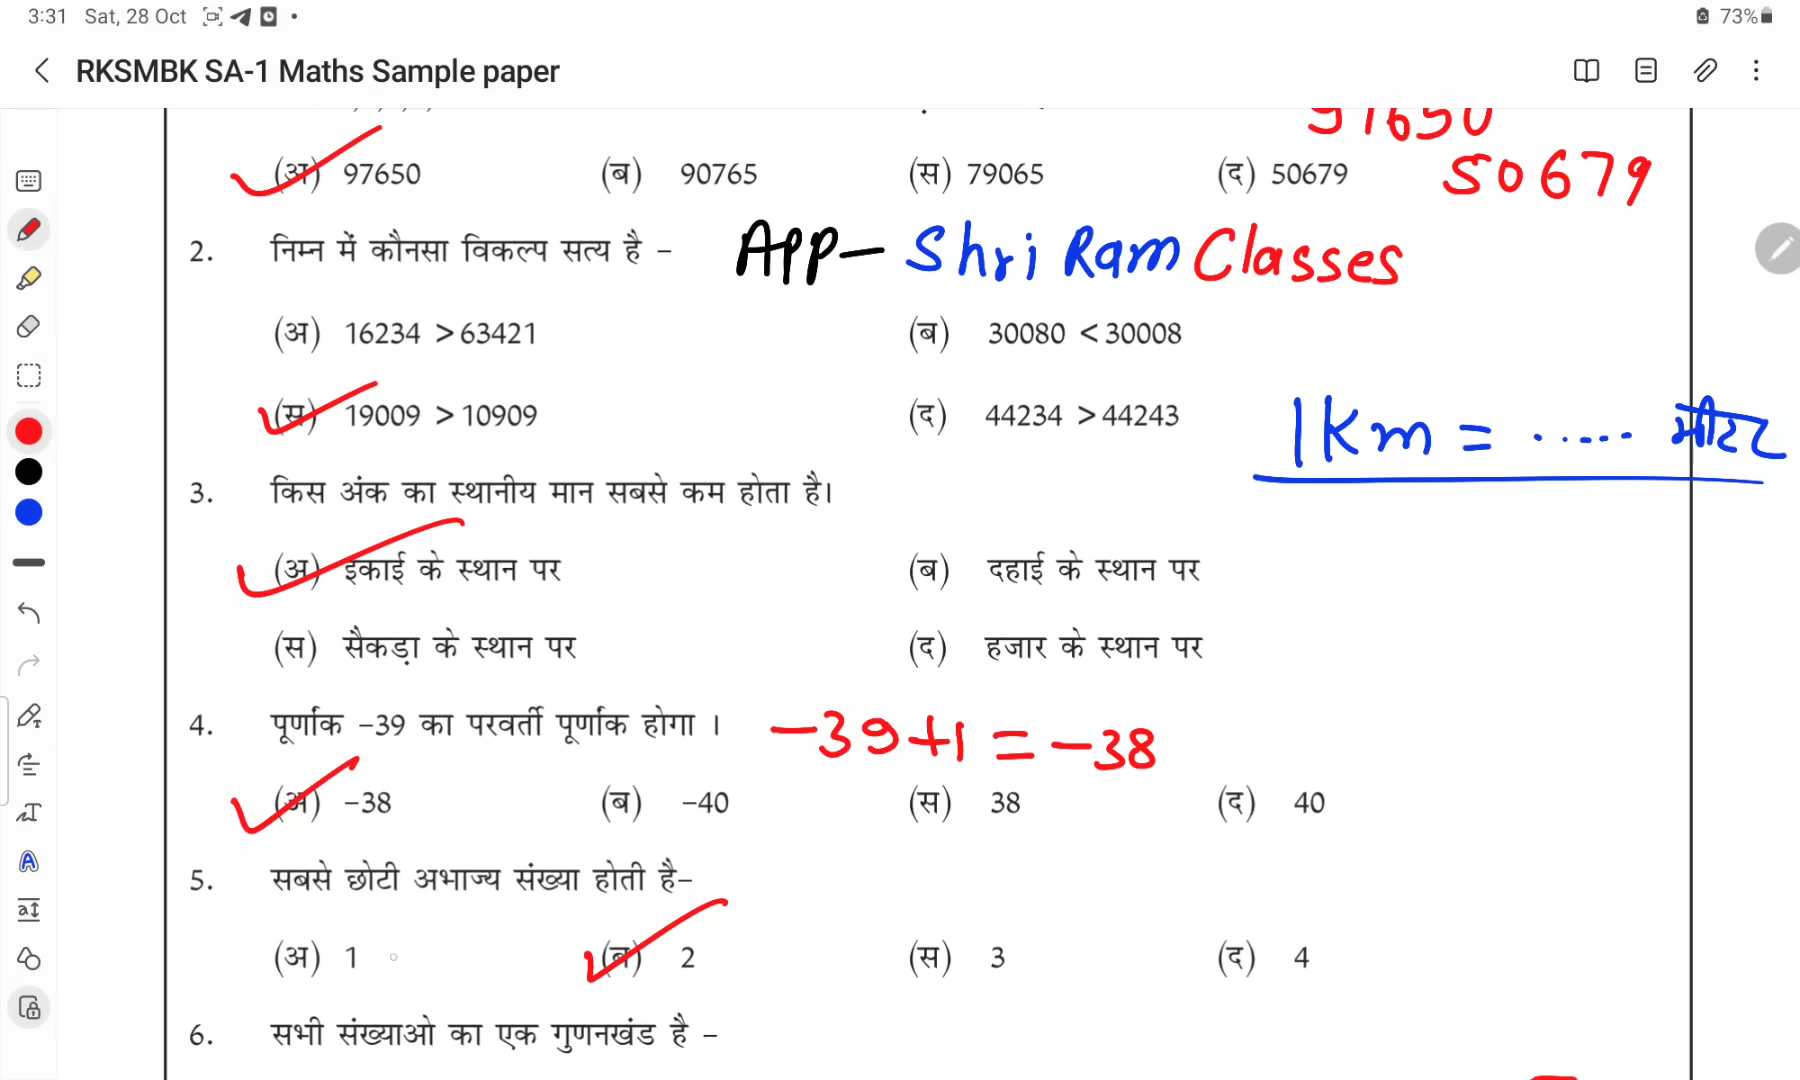 3:31 Sat, 28 Oct
73%
RKSMBK SA-1 Maths Sample paper
97650
(अ) 97650 (ब) 90765 (स) 79065 (द) 50679 50679
2. निम्न में कौनसा विकल्प सत्य है – App- Shri Ram Classes
(अ) 16234 > 63421 (ब) 30080 < 30008
(स) 19009 > 10909 (द) 44234 > 44243
1 Km = ..... मीटर
3. किस अंक का स्थानीय मान सबसे कम होता है।
(अ) इकाई के स्थान पर (ब) दहाई के स्थान पर
(स) सैकड़ा के स्थान पर (द) हजार के स्थान पर
4. पूर्णांक –39 का परवर्ती पूर्णांक होगा । -39+1 = -38
(अ) –38 (ब) –40 (स) 38 (द) 40
5. सबसे छोटी अभाज्य संख्या होती है–
(अ) 1 (ब) 2 (स) 3 (द) 4
6. सभी संख्याओ का एक गुणनखंड है –